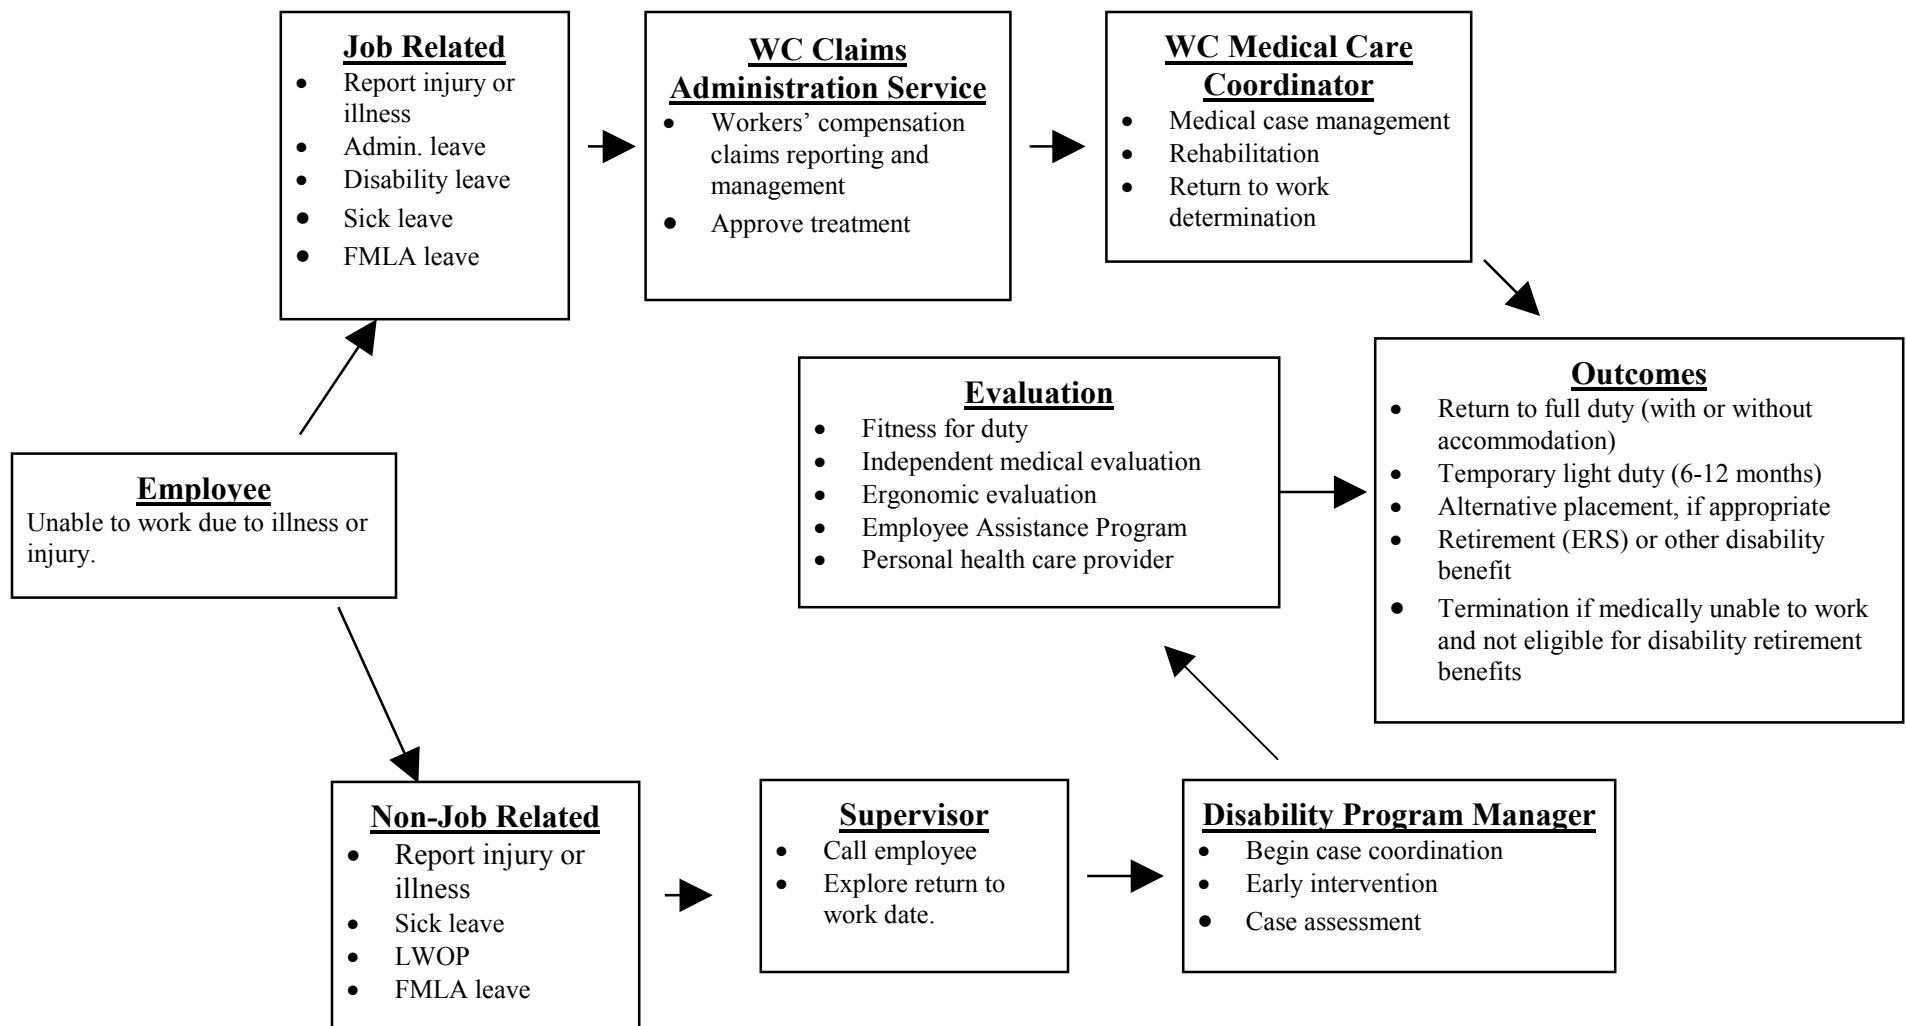 Job Related
• Report injury or
illness
• Admin. leave
• Disability leave
• Sick leave
• FMLA leave
WC Claims
Administration Service
• Workers’ compensation
claims reporting and
management
• Approve treatment
WC Medical Care
Coordinator
• Medical case management
• Rehabilitation
• Return to work
determination
Employee
Unable to work due to illness or
injury.
Evaluation
• Fitness for duty
• Independent medical evaluation
• Ergonomic evaluation
• Employee Assistance Program
• Personal health care provider
Outcomes
• Return to full duty (with or without
accommodation)
• Temporary light duty (6-12 months)
• Alternative placement, if appropriate
• Retirement (ERS) or other disability
benefit
• Termination if medically unable to work
and not eligible for disability retirement
benefits
Non-Job Related
• Report injury or
illness
• Sick leave
• LWOP
• FMLA leave
Supervisor
• Call employee
• Explore return to
work date.
Disability Program Manager
• Begin case coordination
• Early intervention
• Case assessment